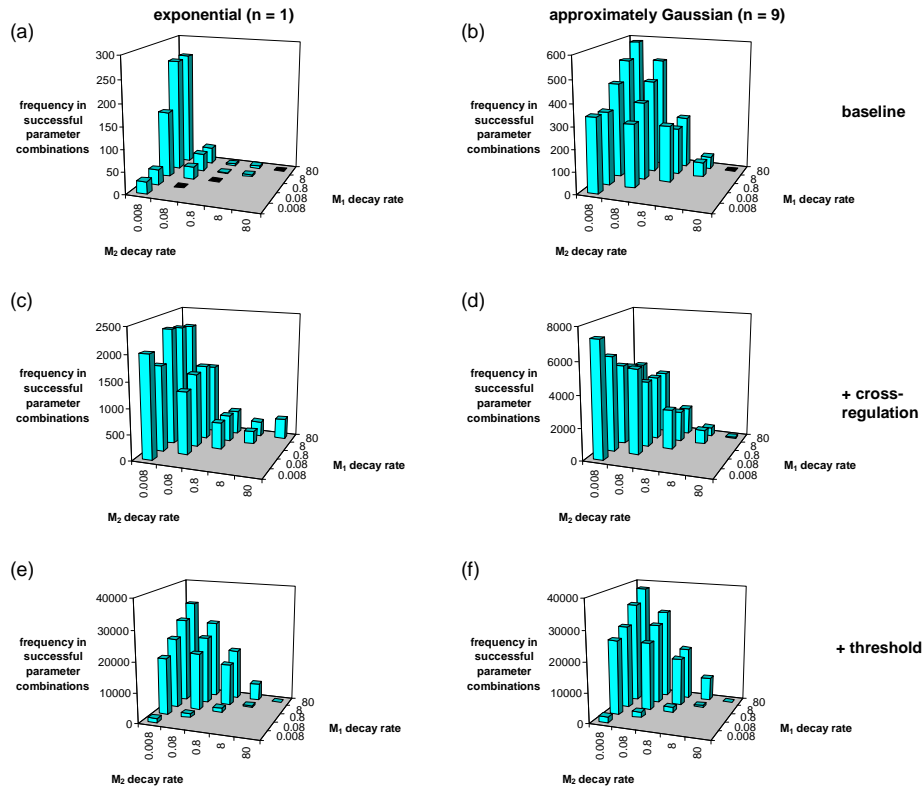 exponential (n = 1)
approximately Gaussian (n = 9)
(a)
300
250
200
150
100
50
0
frequency in
successful
parameter
combinations
0.008
0.08
0.8
8
80
80
8
0.8
0.08
0.008
M1 decay rate
M2 decay rate
(b)
600
500
400
300
200
100
0
frequency in
successful
parameter
combinations
0.008
0.08
0.8
8
80
80
8
0.8
0.08
0.008
M1 decay rate
M2 decay rate
baseline
(c)
2500
2000
1500
1000
500
0
frequency in
successful
parameter
combinations
0.008
0.08
0.8
8
80
80
8
0.8
0.08
0.008
M1 decay rate
M2 decay rate
(d)
8000
6000
4000
2000
0
frequency in
successful
parameter
combinations
0.008
0.08
0.8
8
80
80
8
0.8
0.08
0.008
M1 decay rate
M2 decay rate
+ cross-
regulation
(e)
40000
30000
20000
10000
0
frequency in
successful
parameter
combinations
0.008
0.08
0.8
8
80
80
8
0.8
0.08
0.008
M1 decay rate
M2 decay rate
(f)
40000
30000
20000
10000
0
frequency in
successful
parameter
combinations
0.008
0.08
0.8
8
80
80
8
0.8
0.08
0.008
M1 decay rate
M2 decay rate
+ threshold